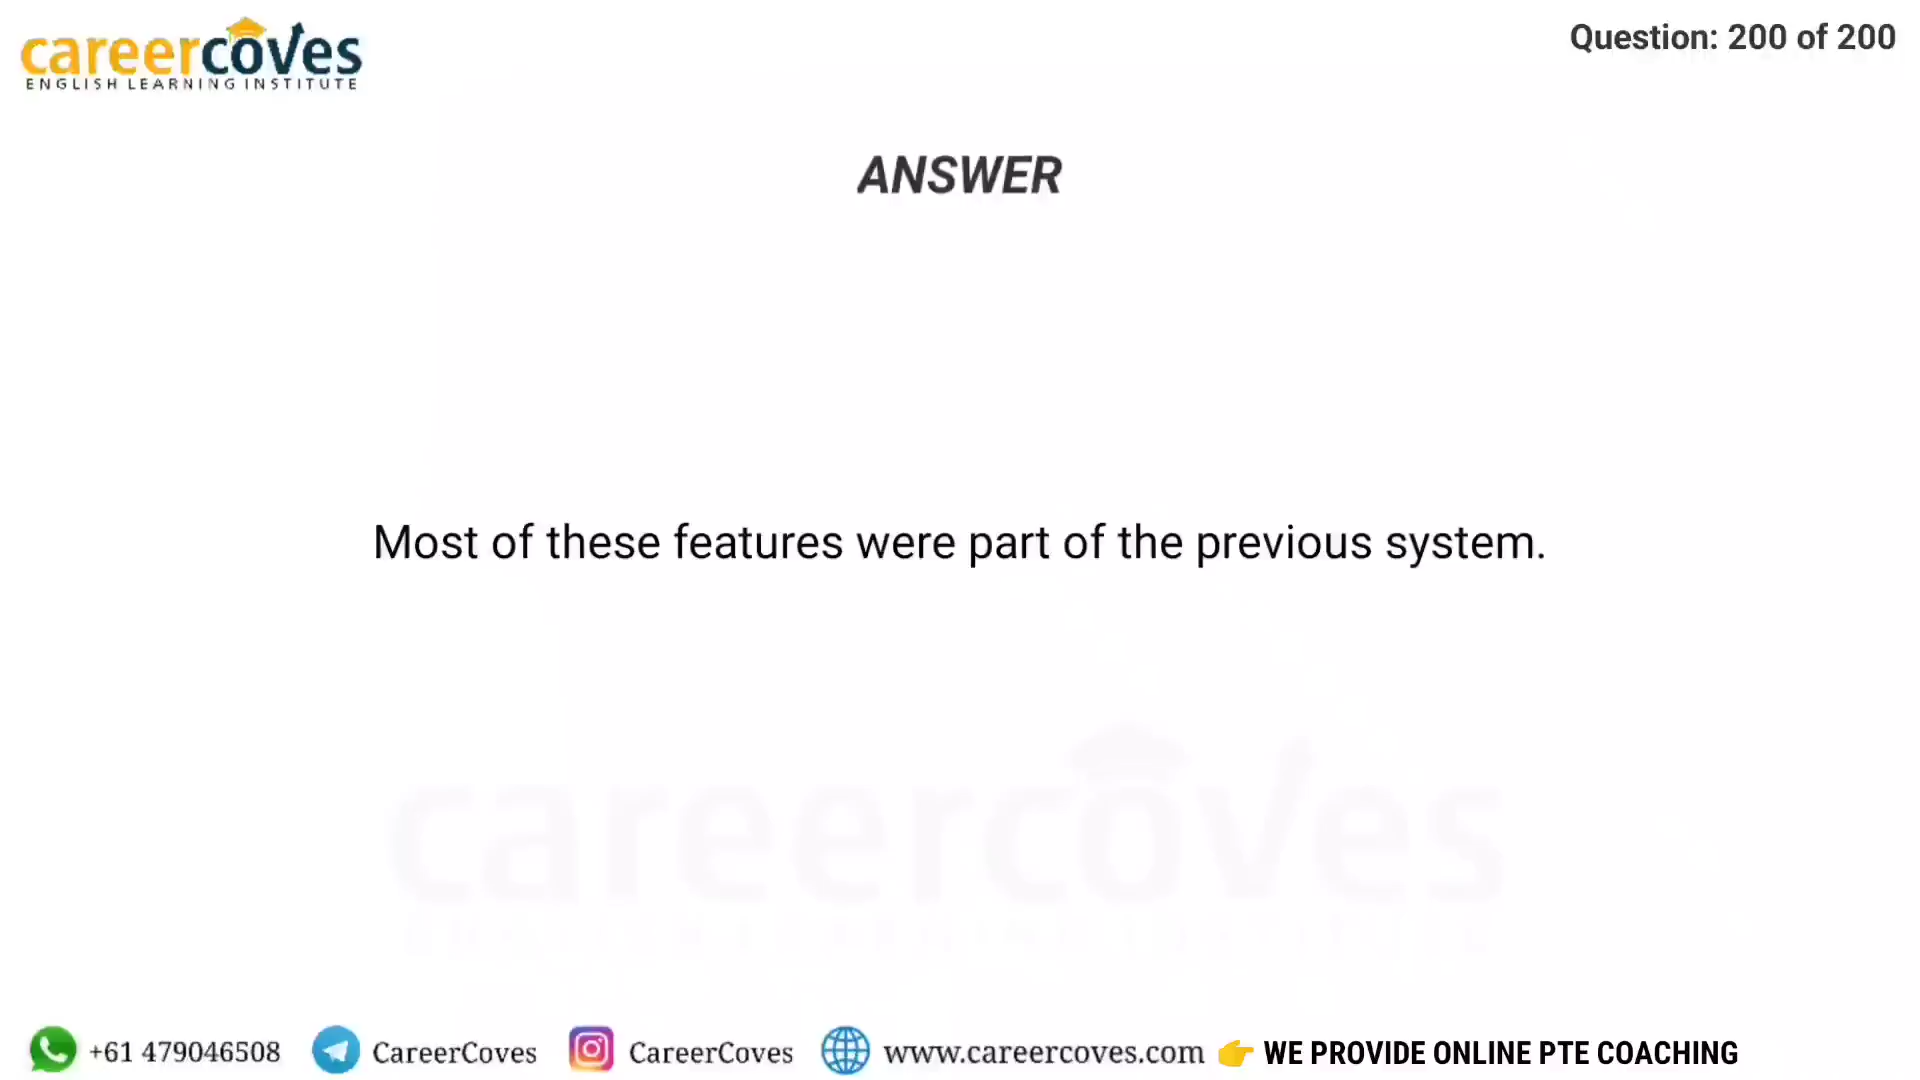 careercoves
ENGLISH LEARNING INSTITUTE
Question: 200 of 200
ANSWER
Most of these features were part of the previous system.
careercoves
+61 479046508 CareerCoves CareerCoves www.careercoves.com WE PROVIDE ONLINE PTE COACHING